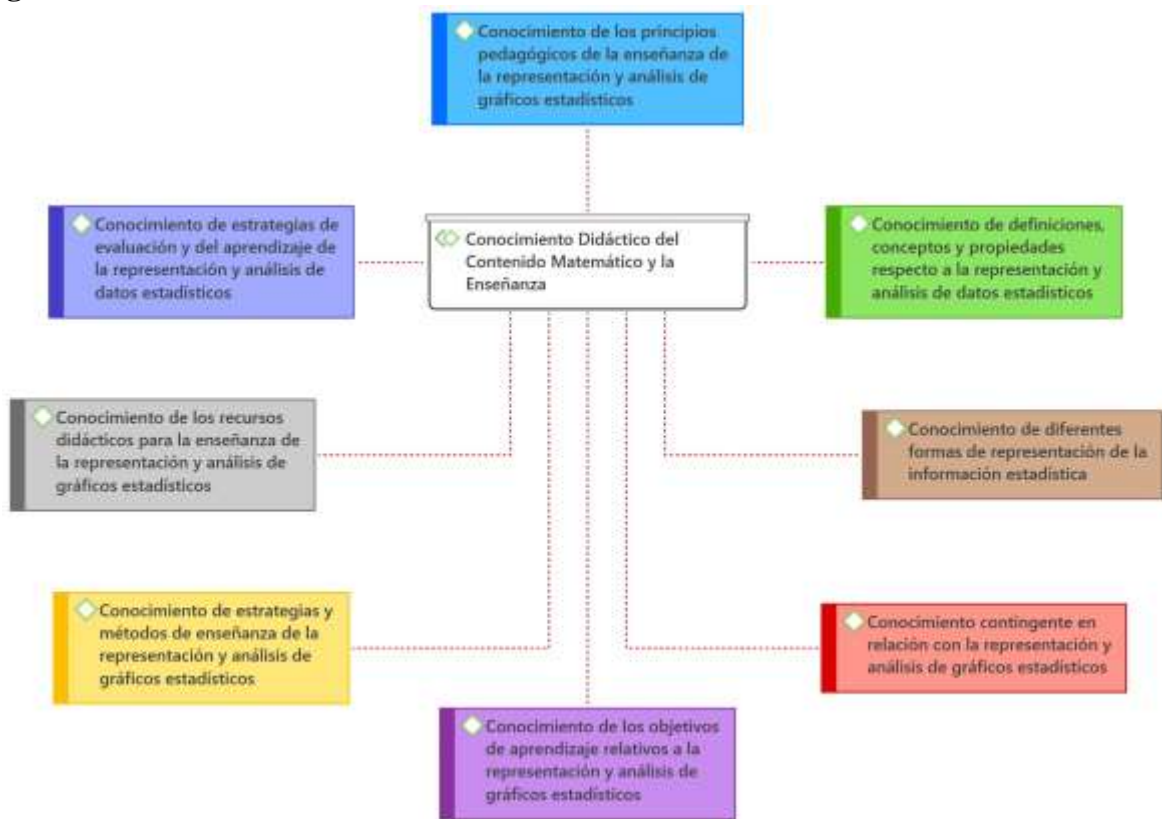 Conocimiento de los principios
pedagógicos de la enseñanza de
la representación y análisis de
gráficos estadísticos
Conocimiento de estrategias de
evaluación y del aprendizaje de
la representación y análisis de
datos estadísticos
Conocimiento Didáctico del
Contenido Matemático y la
Enseñanza
Conocimiento de definiciones,
conceptos y propiedades
respecto a la representación y
análisis de datos estadísticos
Conocimiento de los recursos
didácticos para la enseñanza de
la representación y análisis de
gráficos estadísticos
Conocimiento de diferentes
formas de representación de la
información estadística
Conocimiento de estrategias y
métodos de enseñanza de la
representación y análisis de
gráficos estadísticos
Conocimiento contingente en
relación con la representación y
análisis de gráficos estadísticos
Conocimiento de los objetivos
de aprendizaje relativos a la
representación y análisis de
gráficos estadísticos